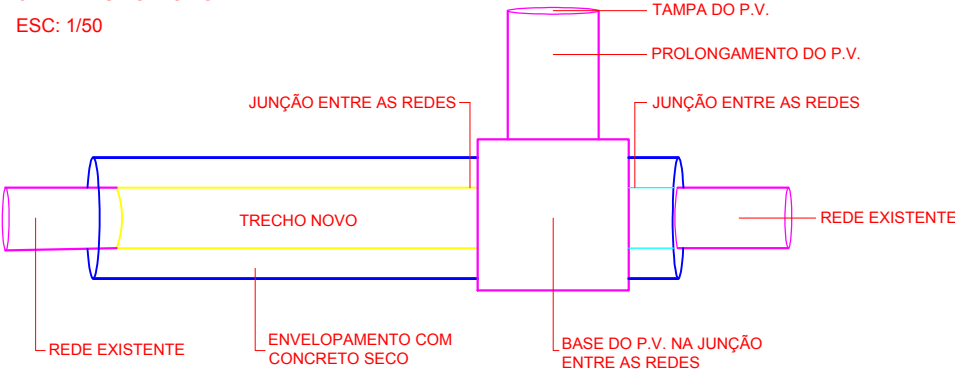 ESC: 1/50
TAMPA DO P.V.
PROLONGAMENTO DO P.V.
JUNÇÃO ENTRE AS REDES
JUNÇÃO ENTRE AS REDES
TRECHO NOVO
REDE EXISTENTE
REDE EXISTENTE
ENVELOPAMENTO COM
CONCRETO SECO
BASE DO P.V. NA JUNÇÃO
ENTRE AS REDES